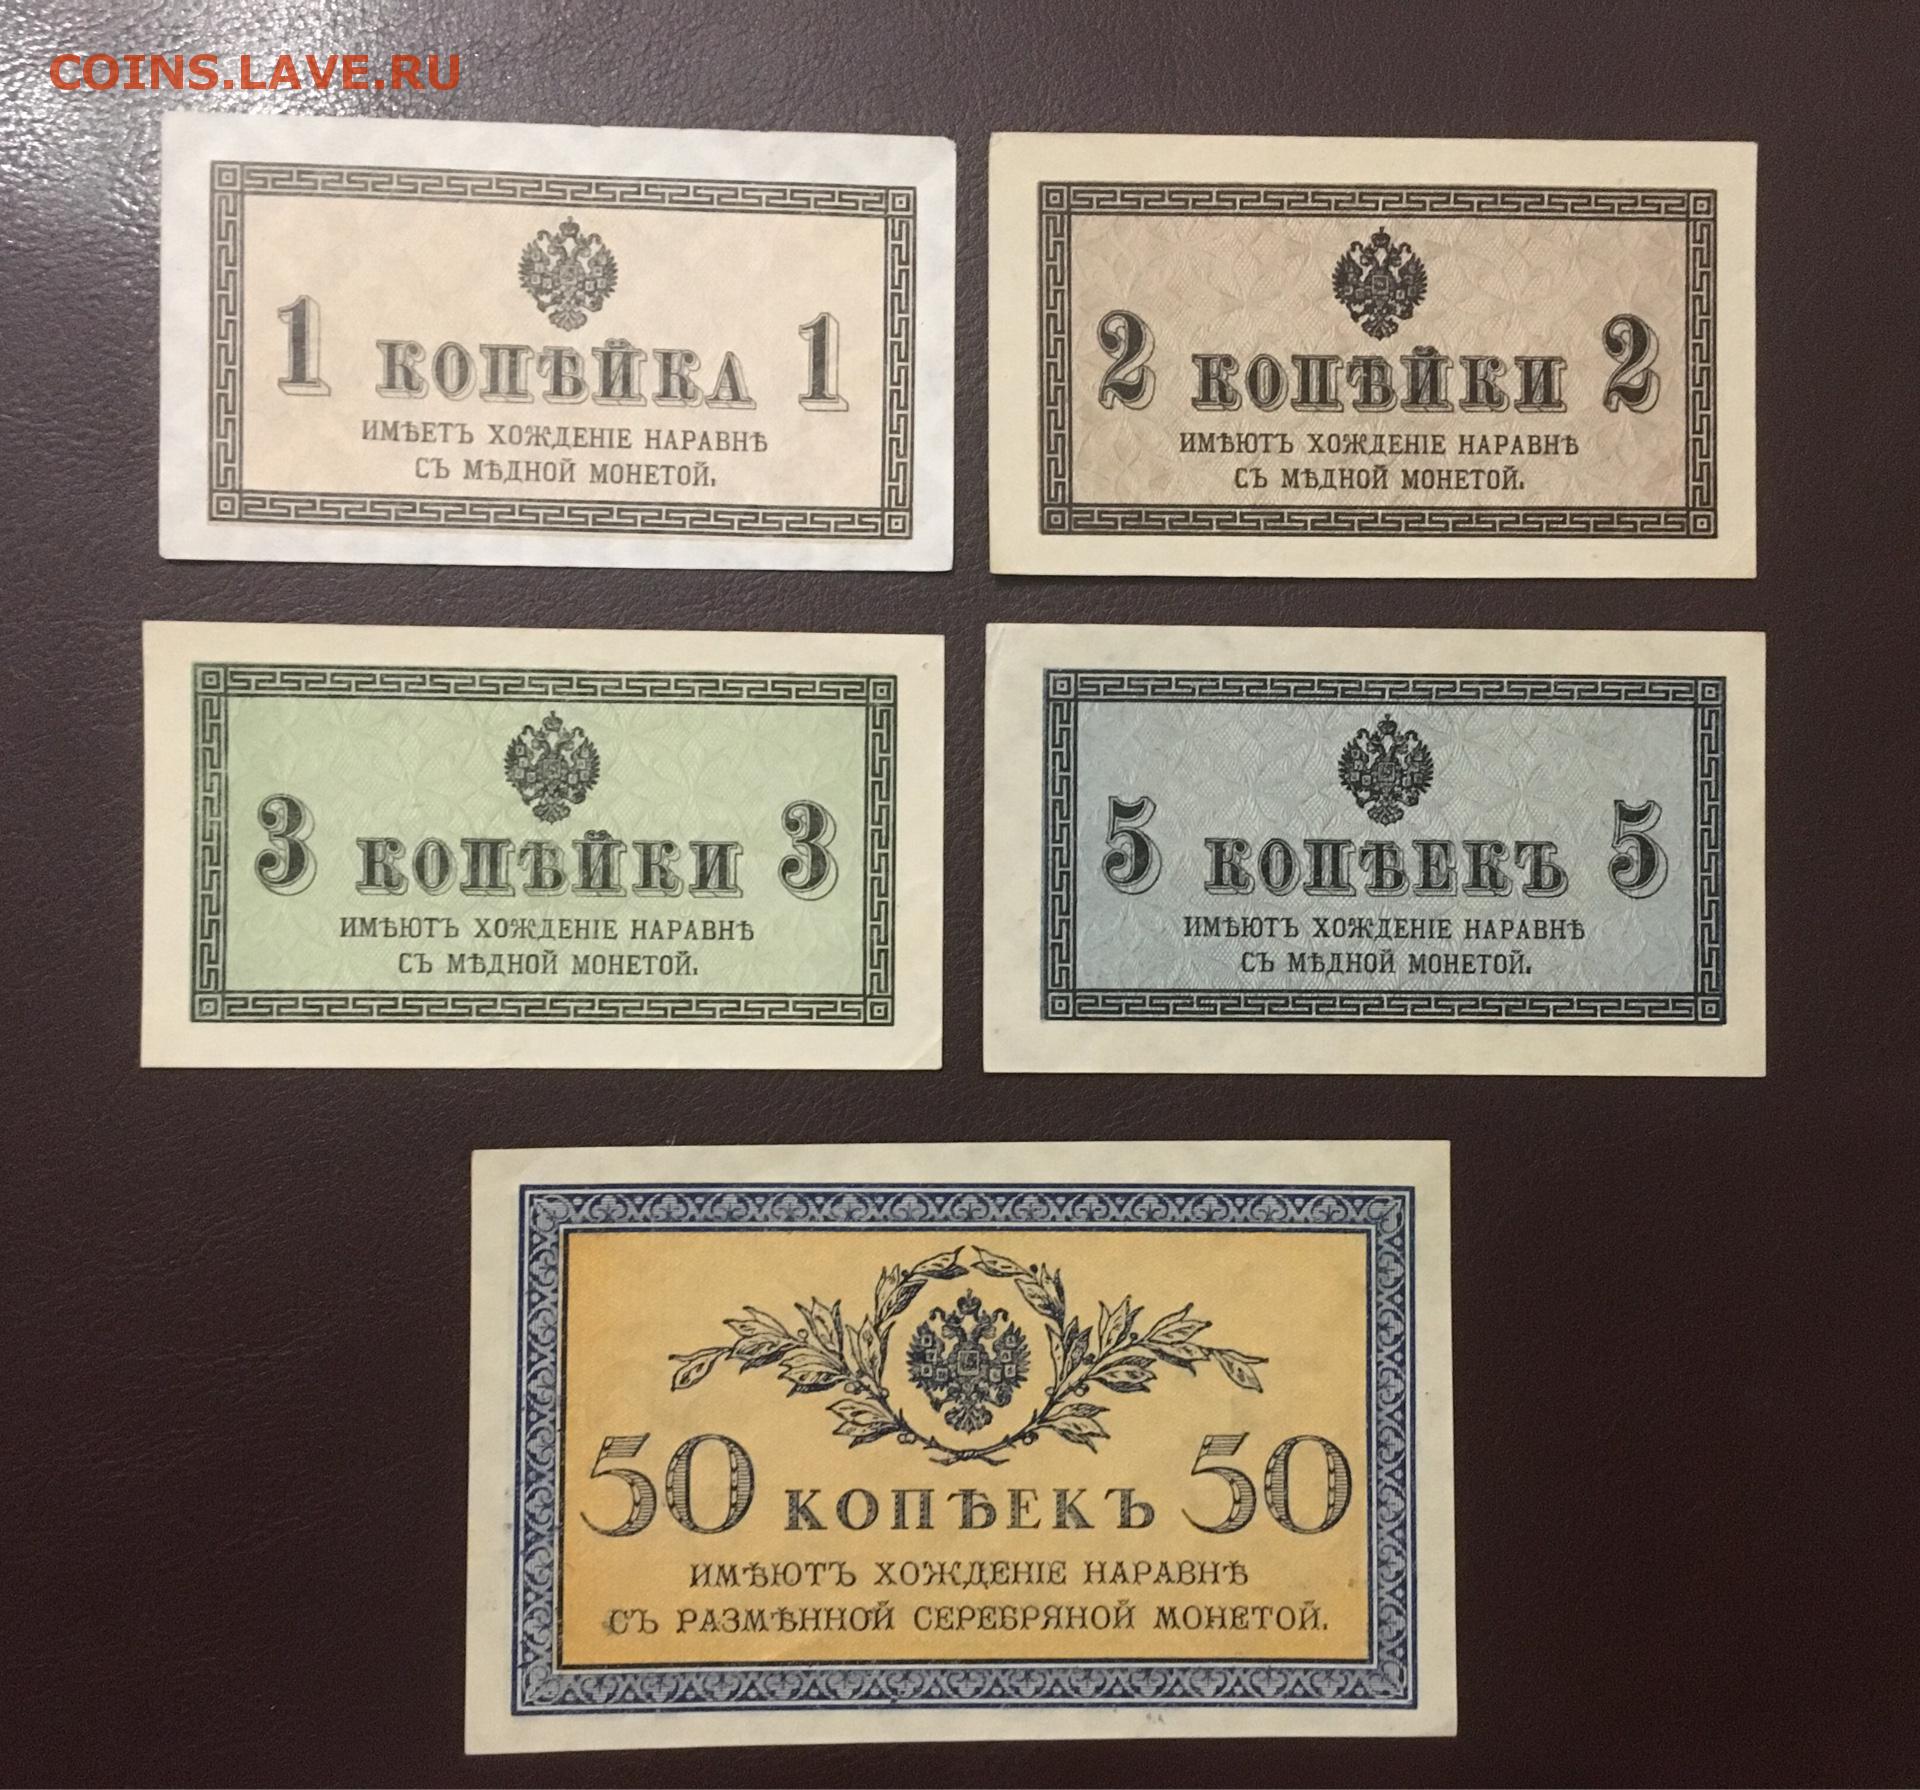 COINS.LAVE.RU
1 КОПѢЙКА 1
ИМѢЕТЪ ХОЖДЕНІЕ НАРАВНѢ
СЪ МѢДНОЙ МОНЕТОЙ.
2 КОПѢЙКИ 2
ИМѢЮТЪ ХОЖДЕНІЕ НАРАВНѢ
СЪ МѢДНОЙ МОНЕТОЙ.
3 КОПѢЙКИ 3
ИМѢЮТЪ ХОЖДЕНІЕ НАРАВНѢ
СЪ МѢДНОЙ МОНЕТОЙ.
5 КОПѢЕКЪ 5
ИМѢЮТЪ ХОЖДЕНІЕ НАРАВНѢ
СЪ МѢДНОЙ МОНЕТОЙ.
50 КОПѢЕКЪ 50
ИМѢЮТЪ ХОЖДЕНІЕ НАРАВНѢ
СЪ РАЗМѢННОЙ СЕРЕБРЯНОЙ МОНЕТОЙ.